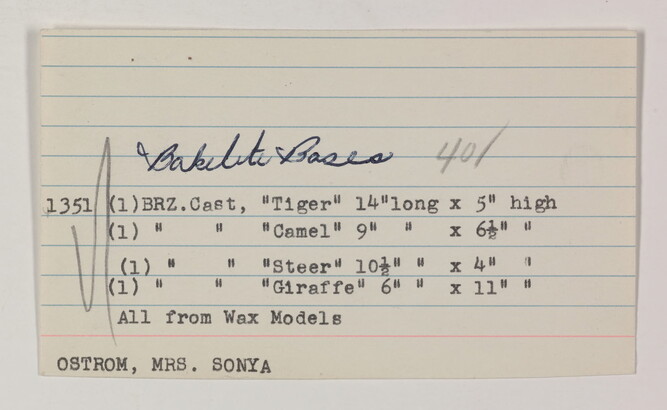 Bakelite Bases 401
1351 (1)BRZ.Cast, "Tiger" 14"long x 5" high
(1) " " "Camel" 9" " x 6½" "
(1) " " "Steer" 10½" " x 4" "
(1) " " "Giraffe" 6" " x 11" "
All from Wax Models
OSTROM, MRS. SONYA